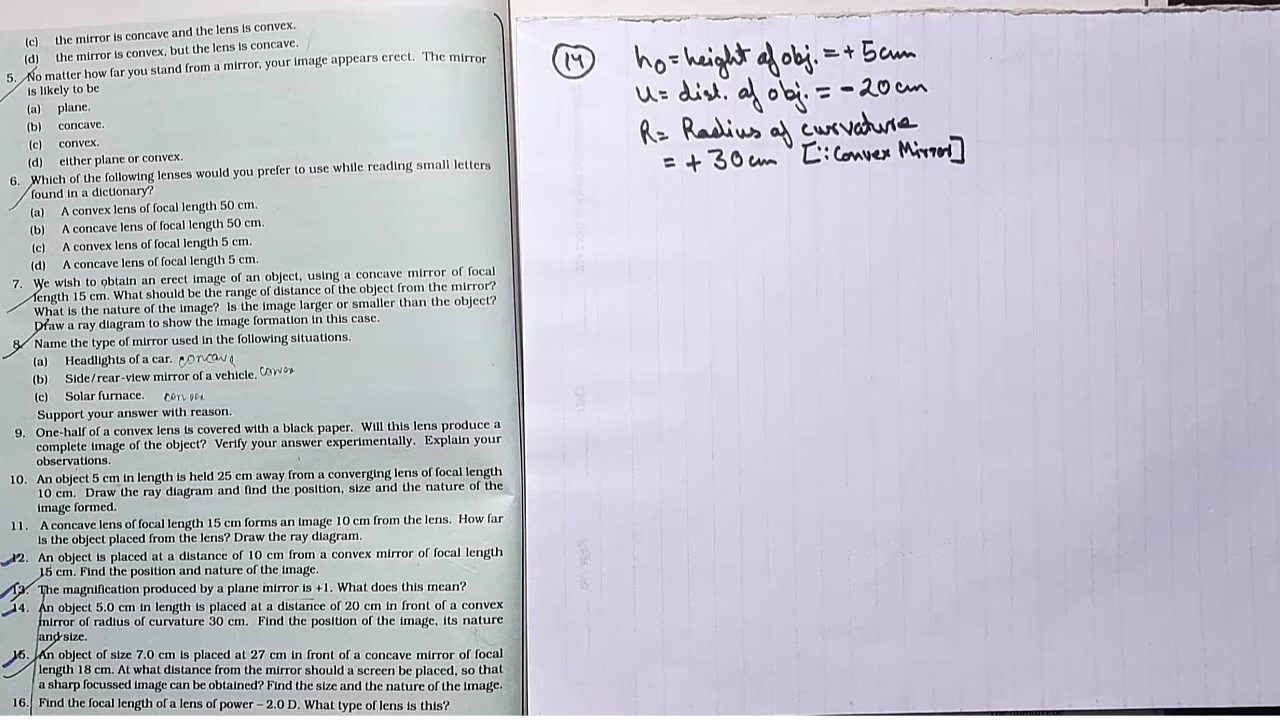 (c) the mirror is concave and the lens is convex.
(d) the mirror is convex, but the lens is concave.
5. No matter how far you stand from a mirror, your image appears erect. The mirror
is likely to be
(a) plane.
(b) concave.
(c) convex.
(d) either plane or convex.
6. Which of the following lenses would you prefer to use while reading small letters
found in a dictionary?
(a) A convex lens of focal length 50 cm.
(b) A concave lens of focal length 50 cm.
(c) A convex lens of focal length 5 cm.
(d) A concave lens of focal length 5 cm.
7. We wish to obtain an erect image of an object, using a concave mirror of focal
length 15 cm. What should be the range of distance of the object from the mirror?
What is the nature of the image? Is the image larger or smaller than the object?
Draw a ray diagram to show the image formation in this case.
8. Name the type of mirror used in the following situations.
(a) Headlights of a car. concave
(b) Side/rear-view mirror of a vehicle. convex
(c) Solar furnace. convex
Support your answer with reason.
9. One-half of a convex lens is covered with a black paper. Will this lens produce a
complete image of the object? Verify your answer experimentally. Explain your
observations.
10. An object 5 cm in length is held 25 cm away from a converging lens of focal length
10 cm. Draw the ray diagram and find the position, size and the nature of the
image formed.
11. A concave lens of focal length 15 cm forms an image 10 cm from the lens. How far
is the object placed from the lens? Draw the ray diagram.
12. An object is placed at a distance of 10 cm from a convex mirror of focal length
15 cm. Find the position and nature of the image.
13. The magnification produced by a plane mirror is +1. What does this mean?
14. An object 5.0 cm in length is placed at a distance of 20 cm in front of a convex
mirror of radius of curvature 30 cm. Find the position of the image, its nature
and size.
15. An object of size 7.0 cm is placed at 27 cm in front of a concave mirror of focal
length 18 cm. At what distance from the mirror should a screen be placed, so that
a sharp focussed image can be obtained? Find the size and the nature of the image.
16. Find the focal length of a lens of power – 2.0 D. What type of lens is this?
14 ho = height of obj. = + 5 cm
u = dist. of obj. = - 20 cm
R = Radius of curvature
= + 30 cm [∵ Convex Mirror]